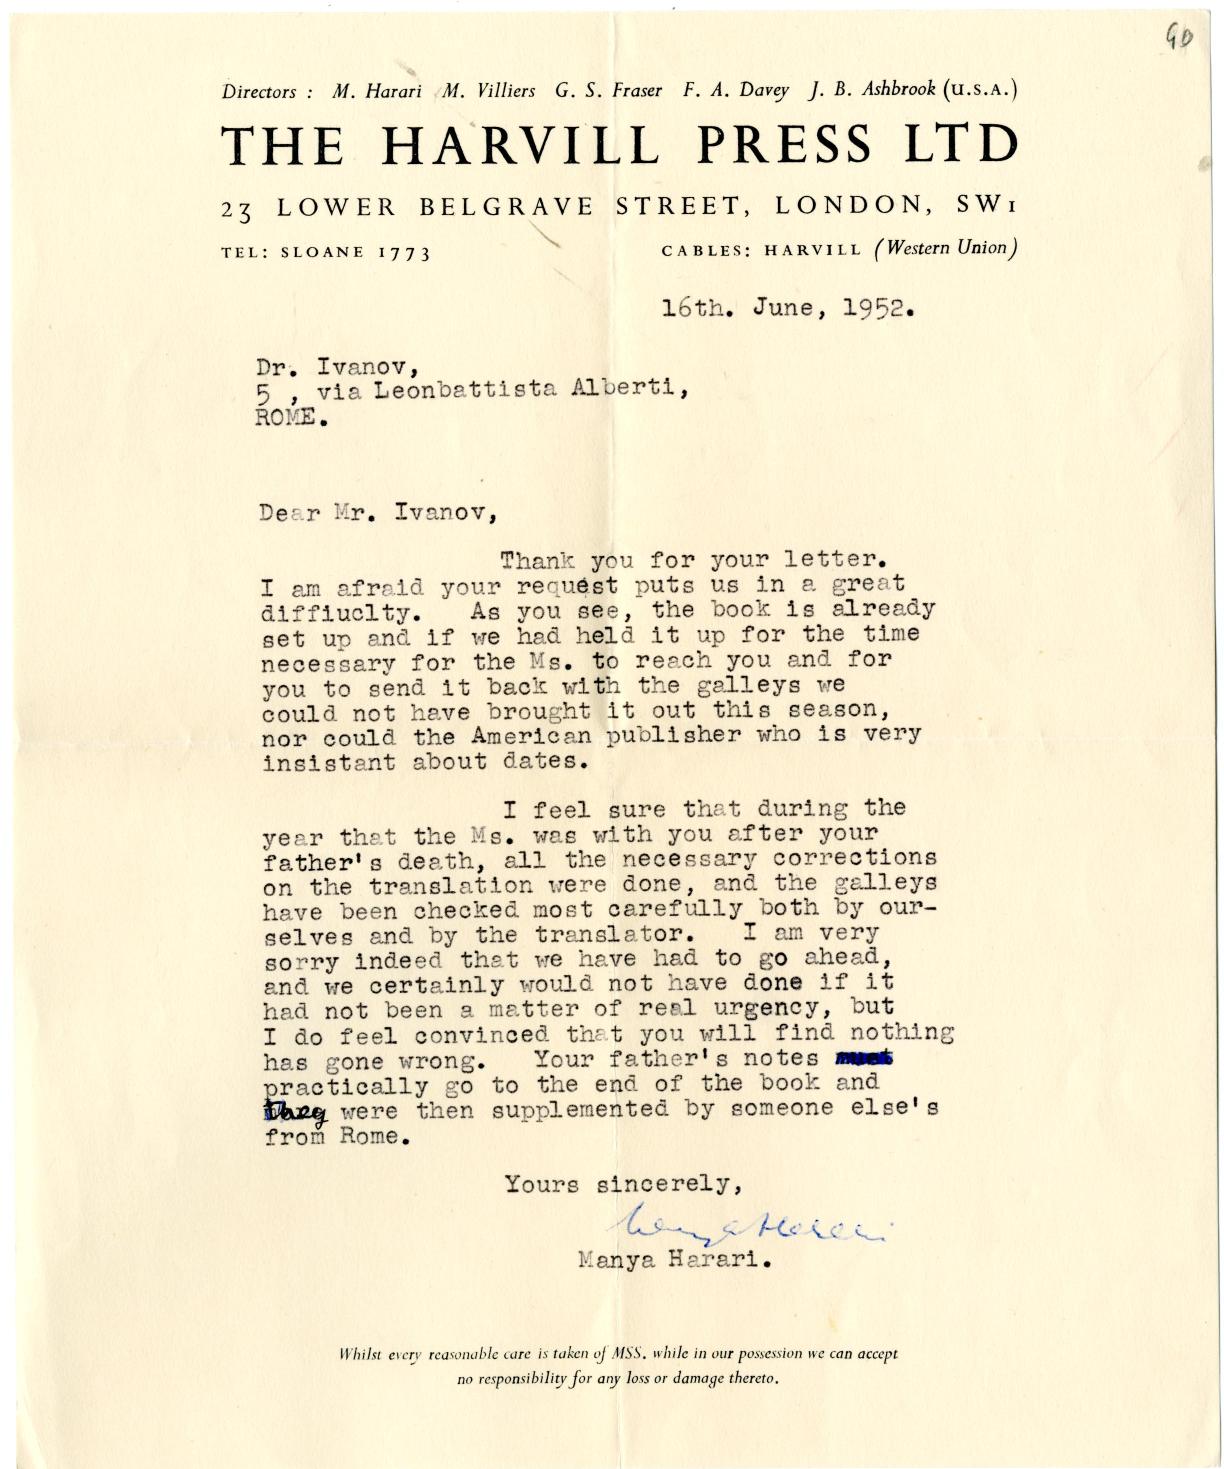 90
Directors : M. Harari M. Villiers G. S. Fraser F. A. Davey J. B. Ashbrook (U.S.A.)
THE HARVILL PRESS LTD
23 LOWER BELGRAVE STREET, LONDON, SW1
TEL: SLOANE 1773 CABLES: HARVILL (Western Union)
16th. June, 1952.
Dr. Ivanov,
5 , via Leonbattista Alberti,
ROME.
Dear Mr. Ivanov,
Thank you for your letter.
I am afraid your request puts us in a great
diffiuclty. As you see, the book is already
set up and if we had held it up for the time
necessary for the Ms. to reach you and for
you to send it back with the galleys we
could not have brought it out this season,
nor could the American publisher who is very
insistant about dates.
I feel sure that during the
year that the Ms. was with you after your
father's death, all the necessary corrections
on the translation were done, and the galleys
have been checked most carefully both by our-
selves and by the translator. I am very
sorry indeed that we have had to go ahead,
and we certainly would not have done if it
had not been a matter of real urgency, but
I do feel convinced that you will find nothing
has gone wrong. Your father's notes
practically go to the end of the book and
they were then supplemented by someone else's
from Rome.
Yours sincerely,
Manya Harari
Manya Harari.
Whilst every reasonable care is taken of MSS. while in our possession we can accept
no responsibility for any loss or damage thereto.